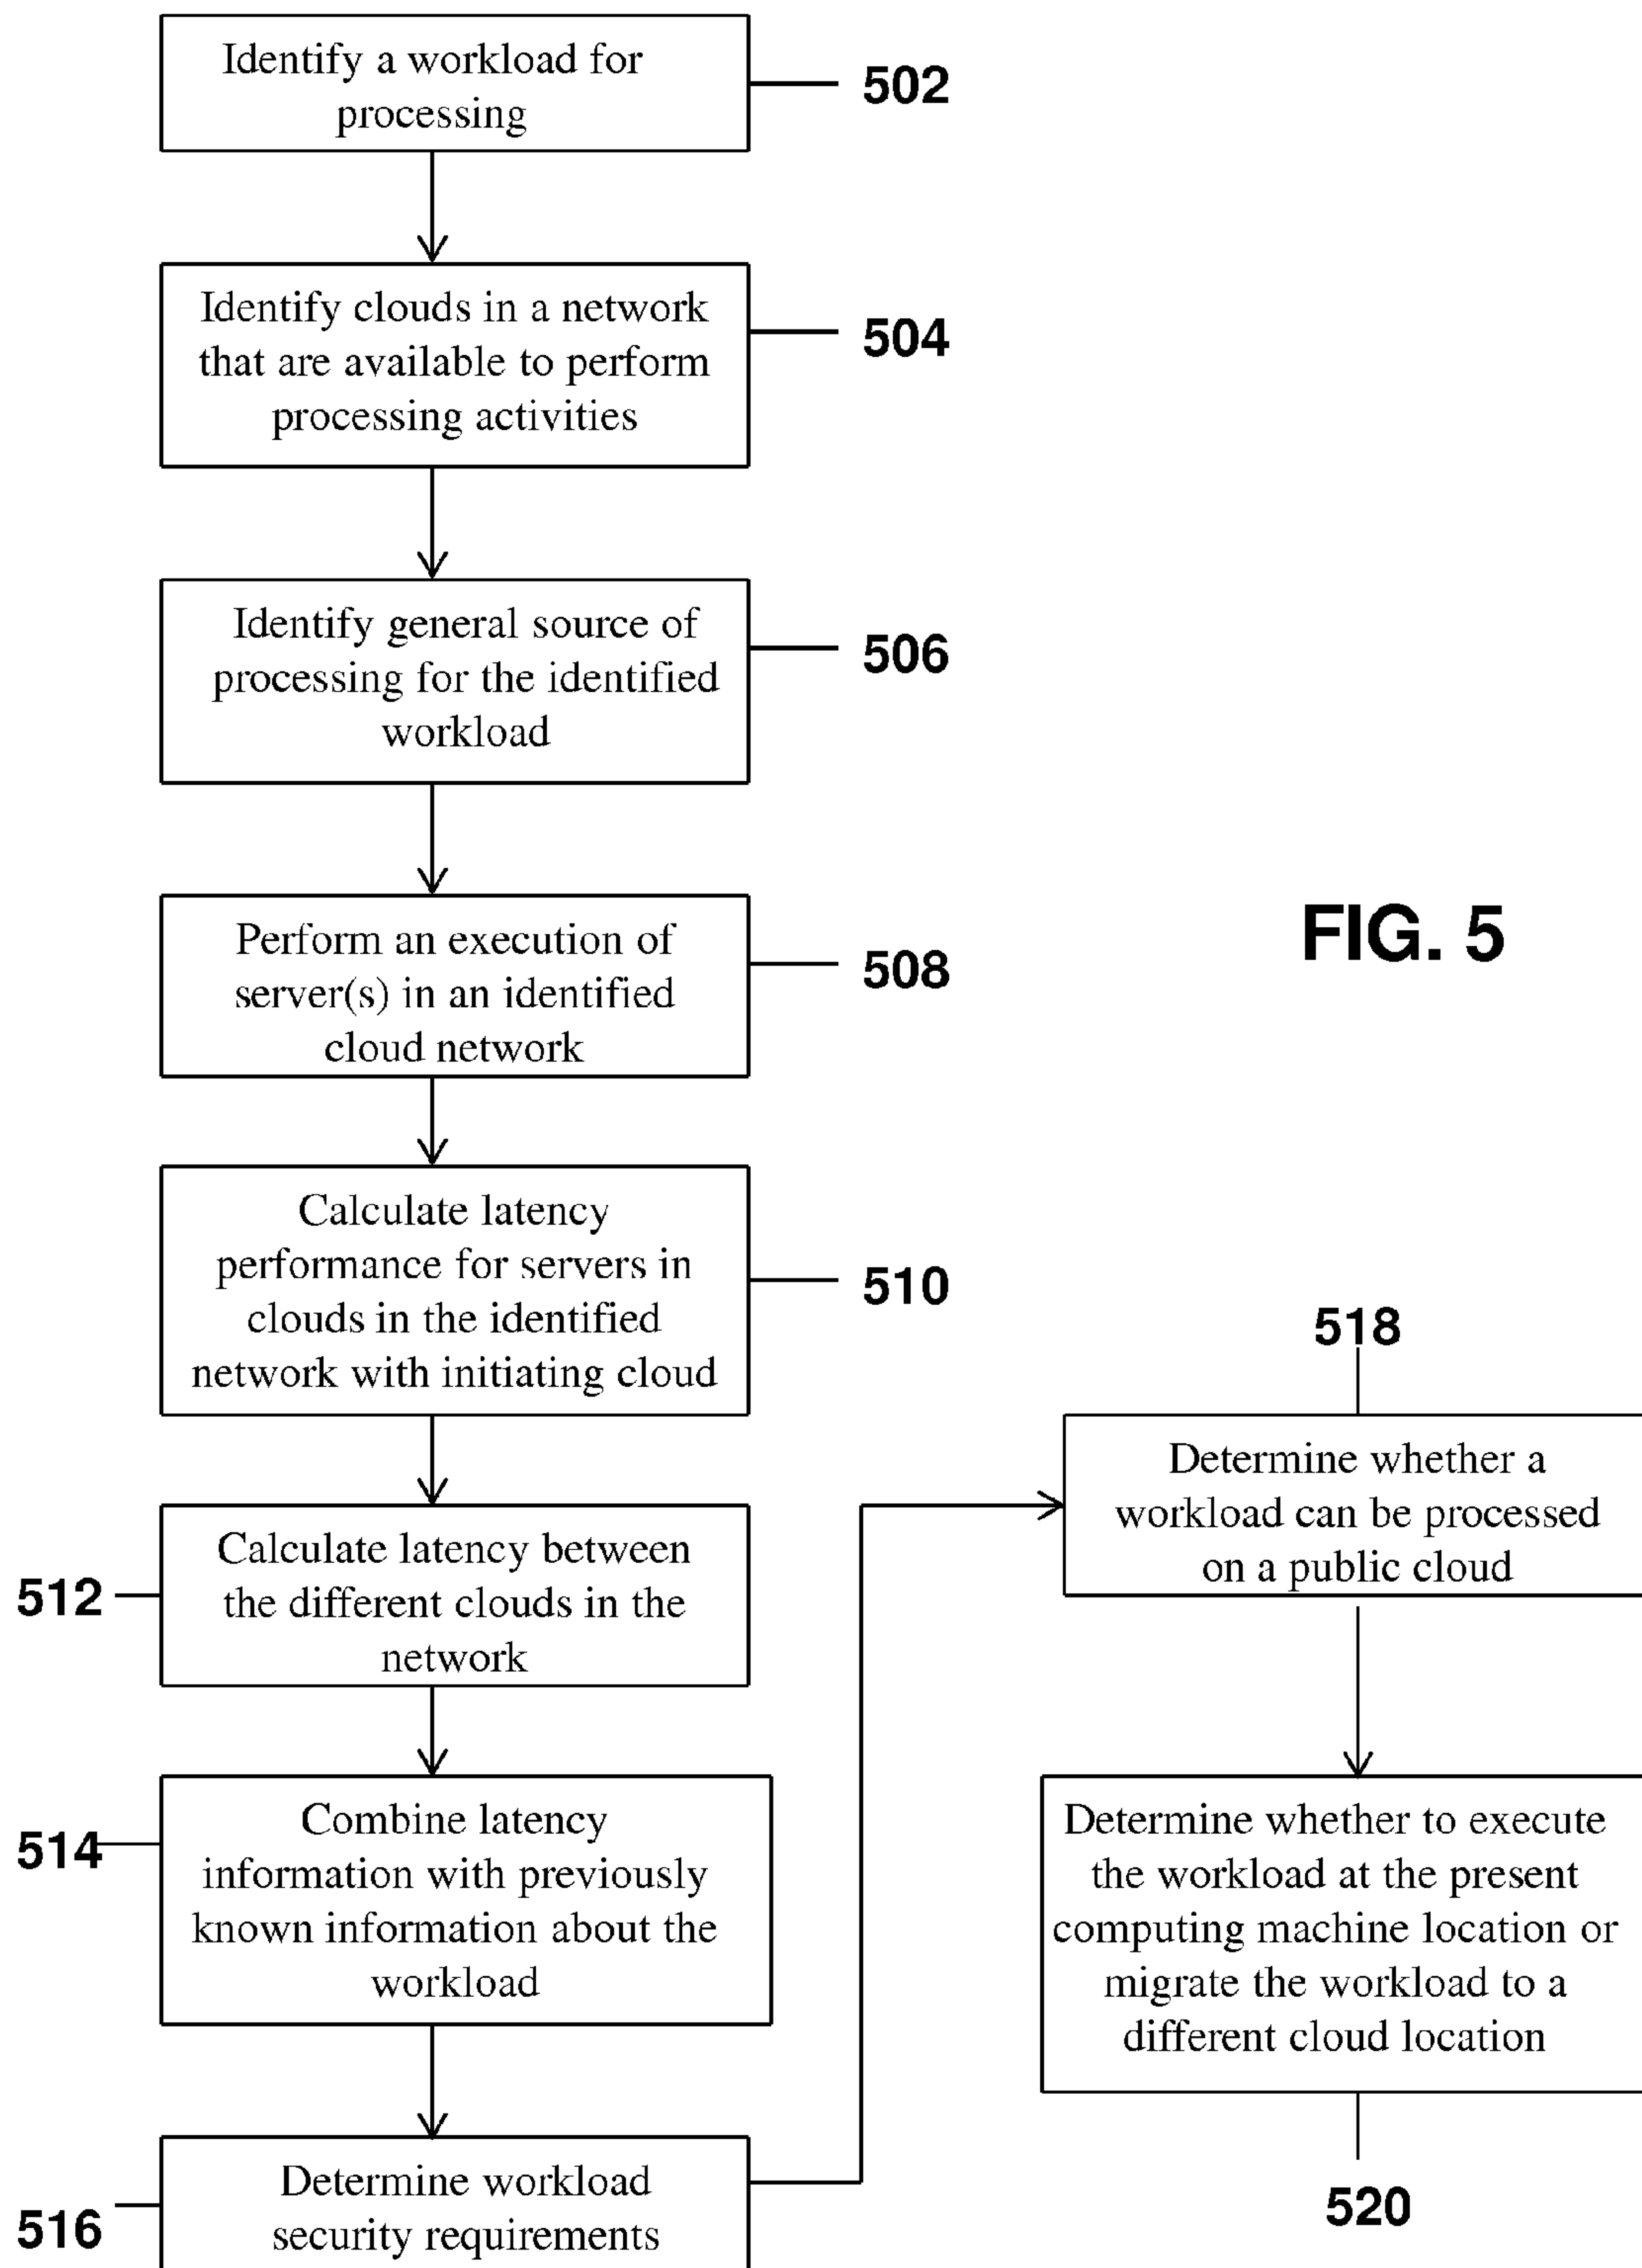 Identify a workload for
processing
502
Identify clouds in a network
that are available to perform
processing activities
504
Identify general source of
processing for the identified
workload
506
Perform an execution of
server(s) in an identified
cloud network
508
FIG. 5
Calculate latency
performance for servers in
clouds in the identified
network with initiating cloud
510
Calculate latency between
the different clouds in the
network
512
Combine latency
information with previously
known information about the
workload
514
Determine workload
security requirements
516
518
Determine whether a
workload can be processed
on a public cloud
Determine whether to execute
the workload at the present
computing machine location or
migrate the workload to a
different cloud location
520